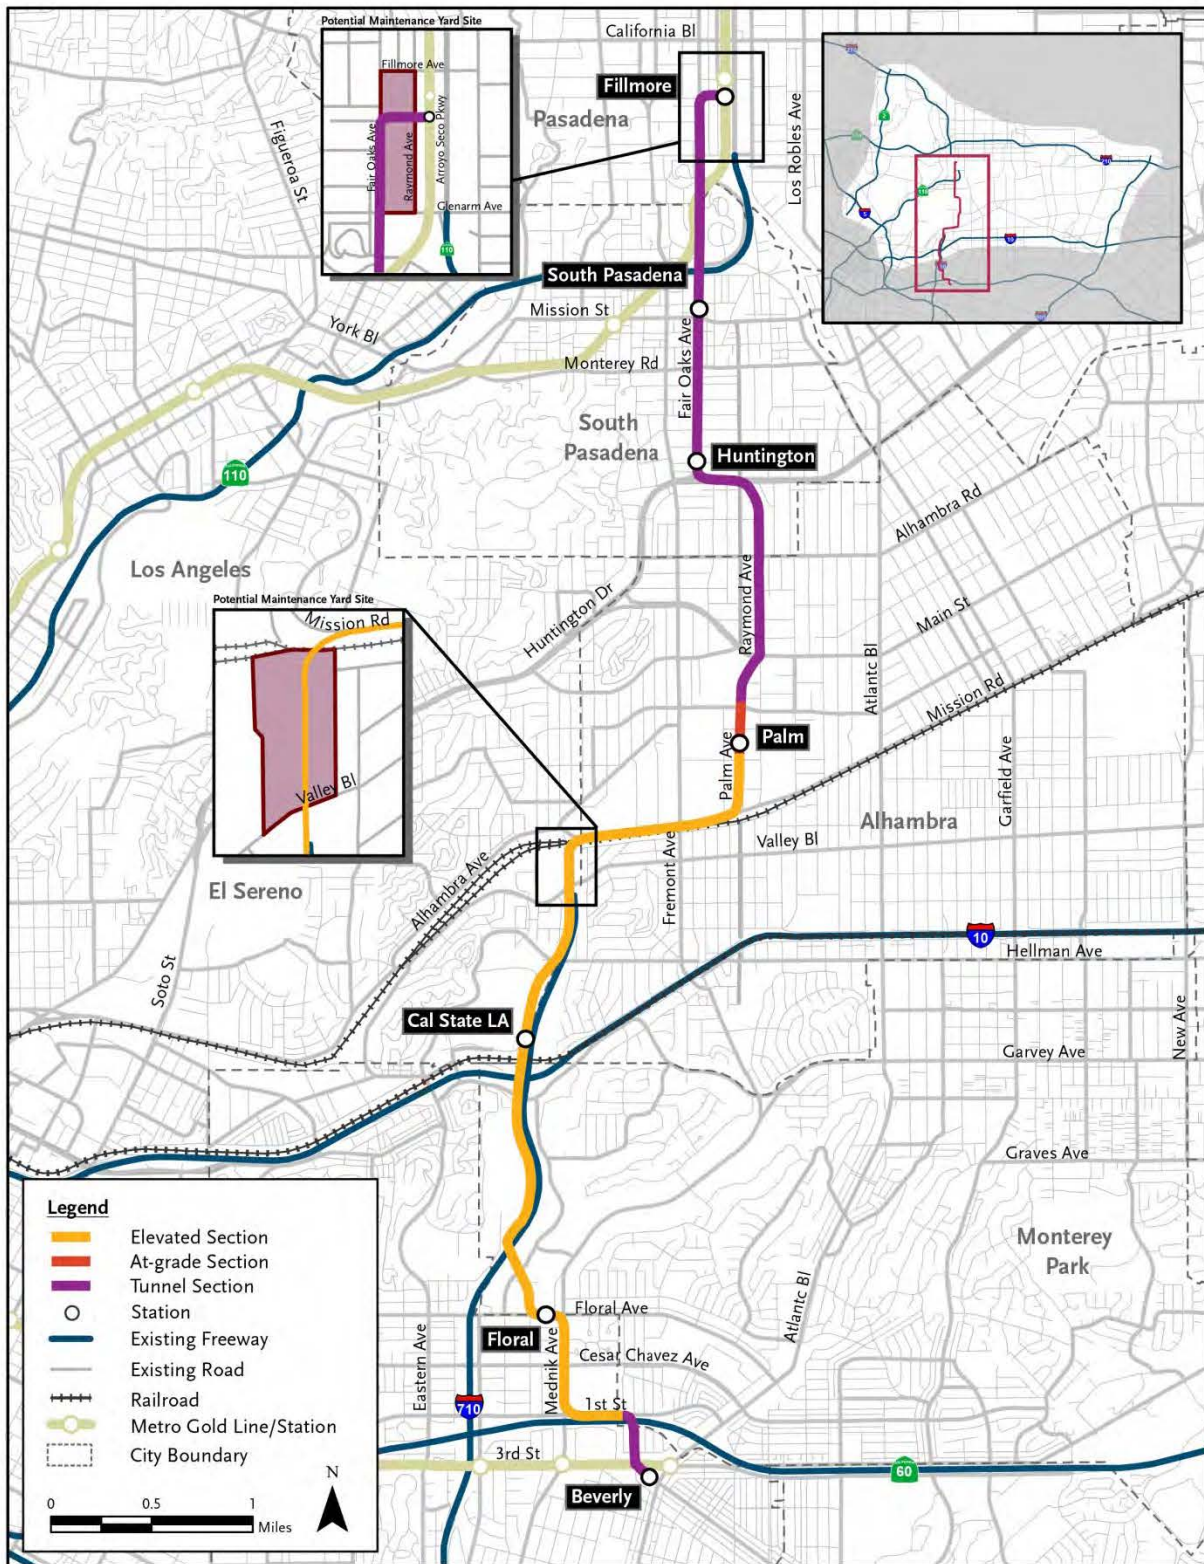 Potential Maintenance Yard Site
Fillmore Ave
Fair Oaks Ave
Raymond Ave
Arroyo Seco Pkwy
Glenarm Ave
110
California Bl
Fillmore
Pasadena
Los Robles Ave
Figueroa St
2
10
5
South Pasadena
Mission St
York Bl
Monterey Rd
Fair Oaks Ave
South
Pasadena
Huntington
110
Alhambra Rd
Los Angeles
Potential Maintenance Yard Site
Mission Rd
Valley Bl
Huntington Dr
Raymond Ave
Main St
Atlantc Bl
Mission Rd
Palm
Palm Ave
Garfield Ave
Alhambra
Valley Bl
Fremont Ave
Alhambra Ave
El Sereno
10
Hellman Ave
Soto St
Cal State LA
New Ave
Garvey Ave
Graves Ave
Monterey
Park
Atlantc Bl
Floral Ave
Floral
Mednik Ave
Cesar Chavez Ave
Eastern Ave
710
1st St
3rd St
60
Beverly
Legend
Elevated Section
At-grade Section
Tunnel Section
Station
Existing Freeway
Existing Road
Railroad
Metro Gold Line/Station
City Boundary
N
0 0.5 1
Miles